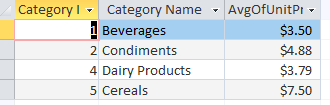 Category I Category Name AvgOfUnitPr
1 Beverages $3.50
2 Condiments $4.88
4 Dairy Products $3.79
5 Cereals $7.50